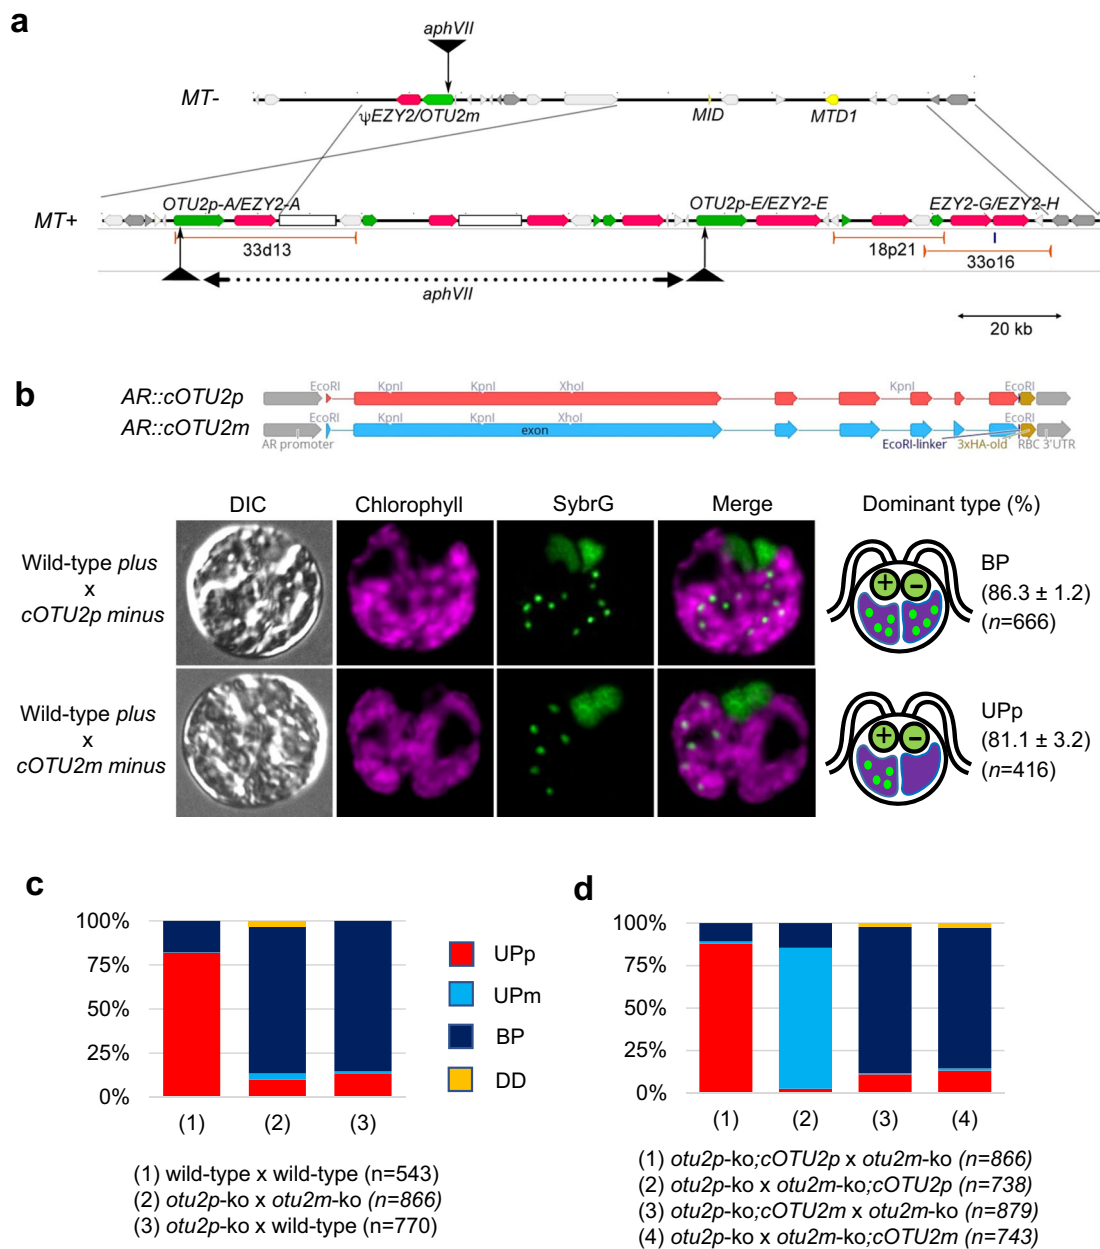 a
aphVII
MT-
ψEZY2/OTU2m
MID
MTD1
OTU2p-A/EZY2-A
OTU2p-E/EZY2-E
EZY2-G/EZY2-H
MT+
33d13
18p21
33o16
aphVII
20 kb
b
EcoRI KpnI KpnI XhoI KpnI EcoRI
AR::cOTU2p
EcoRI KpnI KpnI XhoI EcoRI
AR::cOTU2m
exon
AR promoter
EcoRI-linker 3xHA-old RBC 3'UTR
DIC Chlorophyll SybrG Merge Dominant type (%)
Wild-type plus
x
cOTU2p minus
+ −
BP
(86.3 ± 1.2)
(n=666)
Wild-type plus
x
cOTU2m minus
+ −
UPp
(81.1 ± 3.2)
(n=416)
c
100%
75%
50%
25%
0%
(1) (2) (3)
UPp
UPm
BP
DD
(1) wild-type x wild-type (n=543)
(2) otu2p-ko x otu2m-ko (n=866)
(3) otu2p-ko x wild-type (n=770)
d
100%
75%
50%
25%
0%
(1) (2) (3) (4)
(1) otu2p-ko;cOTU2p x otu2m-ko (n=866)
(2) otu2p-ko x otu2m-ko;cOTU2p (n=738)
(3) otu2p-ko;cOTU2m x otu2m-ko (n=879)
(4) otu2p-ko x otu2m-ko;cOTU2m (n=743)